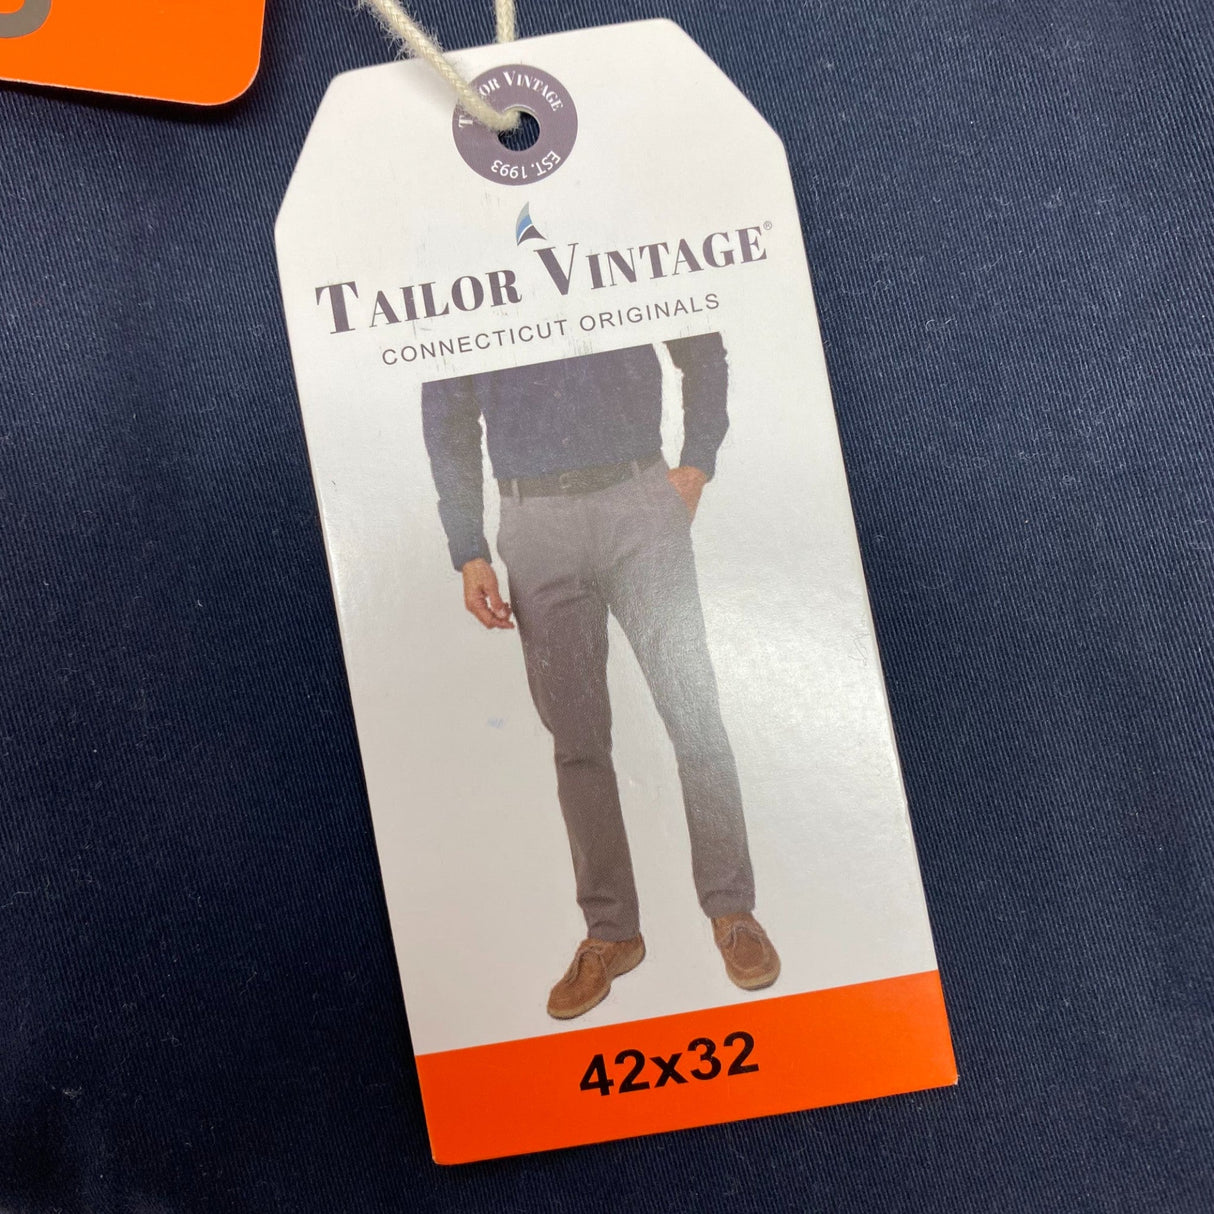 TAILOR VINTAGE
EST. 1993
TAILOR VINTAGE®
CONNECTICUT ORIGINALS
42x32